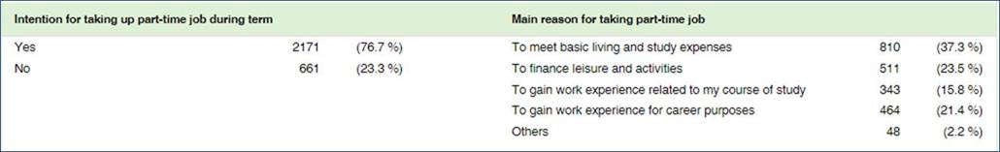 Intention for taking up part-time job during term Main reason for taking part-time job
Yes 2171 (76.7 %) To meet basic living and study expenses 810 (37.3 %)
No 661 (23.3 %) To finance leisure and activities 511 (23.5 %)
To gain work experience related to my course of study 343 (15.8 %)
To gain work experience for career purposes 464 (21.4 %)
Others 48 (2.2 %)